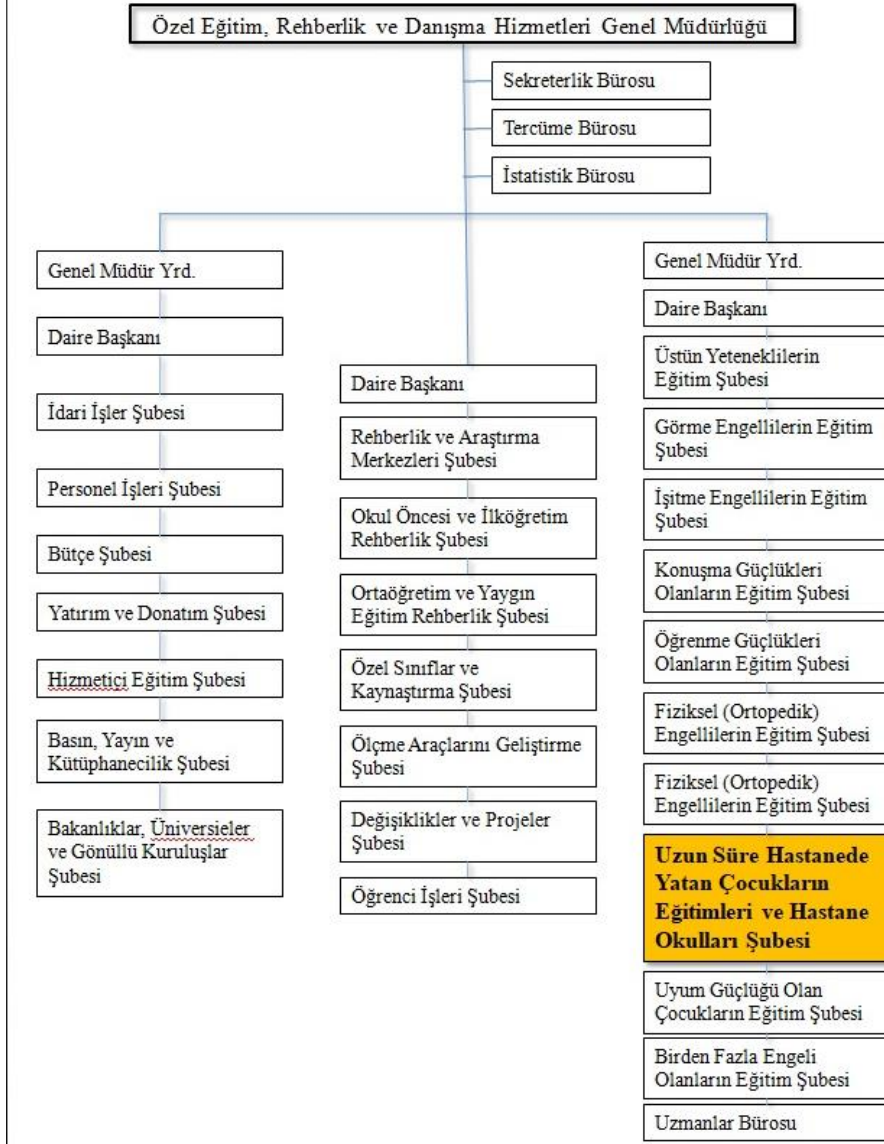 Özel Eğitim, Rehberlik ve Danışma Hizmetleri Genel Müdürlüğü
Sekreterlik Bürosu
Tercüme Bürosu
İstatistik Bürosu
Genel Müdür Yrd.
Daire Başkanı
İdari İşler Şubesi
Personel İşleri Şubesi
Bütçe Şubesi
Yatırım ve Donatım Şubesi
Hizmetiçi Eğitim Şubesi
Basın, Yayın ve
Kütüphanecilik Şubesi
Bakanlıklar, Üniversieler
ve Gönüllü Kuruluşlar
Şubesi
Daire Başkanı
Rehberlik ve Araştırma
Merkezleri Şubesi
Okul Öncesi ve İlköğretim
Rehberlik Şubesi
Ortaöğretim ve Yaygın
Eğitim Rehberlik Şubesi
Özel Sınıflar ve
Kaynaştırma Şubesi
Ölçme Araçlarını Geliştirme
Şubesi
Değişiklikler ve Projeler
Şubesi
Öğrenci İşleri Şubesi
Genel Müdür Yrd.
Daire Başkanı
Üstün Yeteneklilerin
Eğitim Şubesi
Görme Engellilerin Eğitim
Şubesi
İşitme Engellilerin Eğitim
Şubesi
Konuşma Güçlükleri
Olanların Eğitim Şubesi
Öğrenme Güçlükleri
Olanların Eğitim Şubesi
Fiziksel (Ortopedik)
Engellilerin Eğitim Şubesi
Fiziksel (Ortopedik)
Engellilerin Eğitim Şubesi
Uzun Süre Hastanede
Yatan Çocukların
Eğitimleri ve Hastane
Okulları Şubesi
Uyum Güçlüğü Olan
Çocukların Eğitim Şubesi
Birden Fazla Engeli
Olanların Eğitim Şubesi
Uzmanlar Bürosu